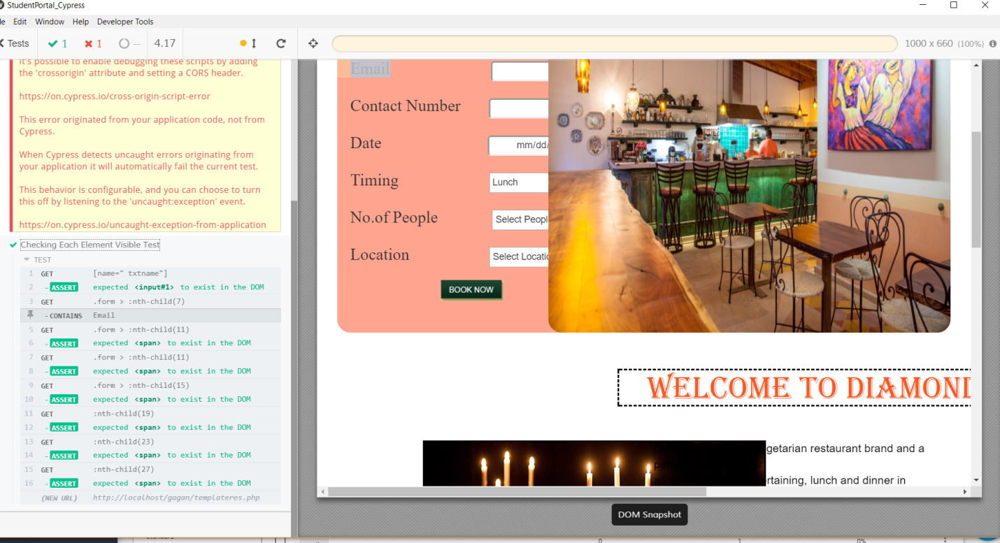 StudentPortal_Cypress
Edit Window Help Developer Tools
Tests 1 1 -- 4.17 1000 x 660 (100%)
It's possible to enable debugging these scripts by adding
the 'crossorigin' attribute and setting a CORS header.
https://on.cypress.io/cross-origin-script-error
This error originated from your application code, not from
Cypress.
When Cypress detects uncaught errors originating from
your application it will automatically fail the current test.
This behavior is configurable, and you can choose to turn
this off by listening to the 'uncaught:exception' event.
https://on.cypress.io/uncaught-exception-from-application
Checking Each Element Visible Test
TEST
1 GET [name=" txtname"]
2 -ASSERT expected <input#1> to exist in the DOM
3 GET .form > :nth-child(7)
-CONTAINS Email
5 GET .form > :nth-child(11)
6 -ASSERT expected <span> to exist in the DOM
7 GET .form > :nth-child(11)
8 -ASSERT expected <span> to exist in the DOM
9 GET .form > :nth-child(15)
10 -ASSERT expected <span> to exist in the DOM
11 GET :nth-child(19)
12 -ASSERT expected <span> to exist in the DOM
13 GET :nth-child(23)
14 -ASSERT expected <span> to exist in the DOM
15 GET :nth-child(27)
16 -ASSERT expected <span> to exist in the DOM
(NEW URL) http://localhost/gagan/templateres.php
Email
Contact Number
Date mm/dd/
Timing Lunch
No.of People Select Peopl
Location Select Locatio
BOOK NOW
WELCOME TO DIAMOND
getarian restaurant brand and a
rtaining, lunch and dinner in
DOM Snapshot
0 1 0%